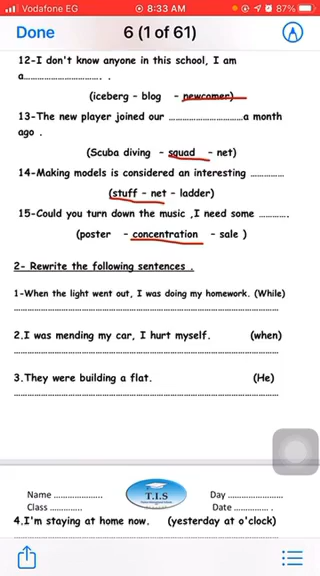 Vodafone EG
8:33 AM
87%
Done
6 (1 of 61)
12-I don't know anyone in this school, I am
a................................ .
(iceberg - blog - newcomer)
13-The new player joined our ..............................a month
ago .
(Scuba diving - squad - net)
14-Making models is considered an interesting ...............
(stuff - net - ladder)
15-Could you turn down the music ,I need some .............
(poster - concentration - sale )
2- Rewrite the following sentences .
1-When the light went out, I was doing my homework. (While)
................................................................................
2.I was mending my car, I hurt myself. (when)
................................................................................
3.They were building a flat. (He)
................................................................................
T.I.S
Name ...................... Day ........................
Class .............. Date ............... .
4.I'm staying at home now. (yesterday at o'clock)
................................................................................